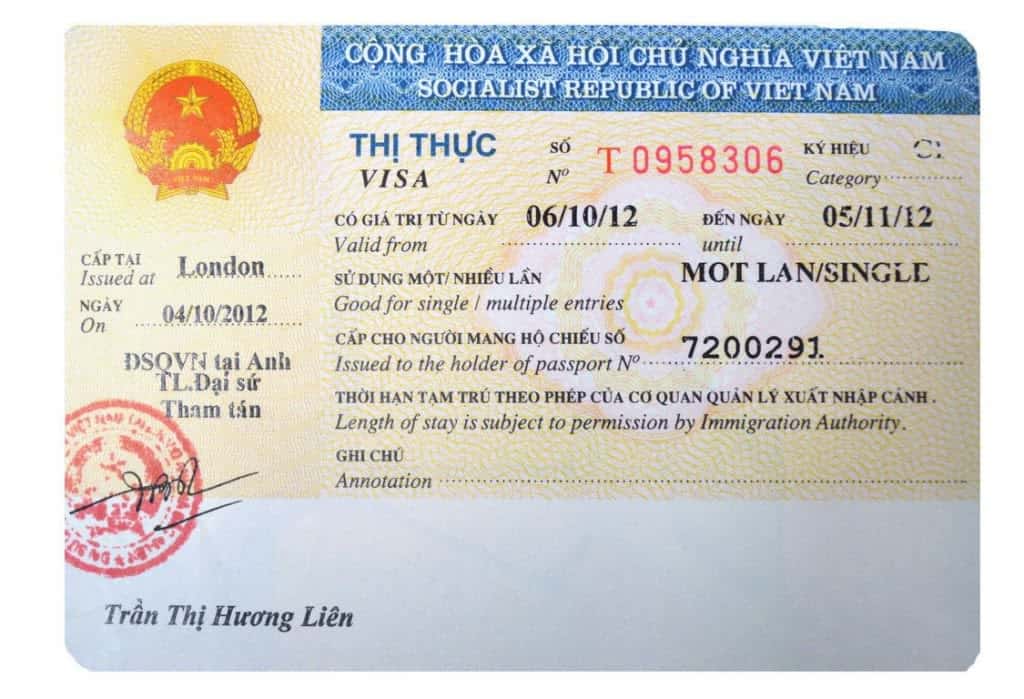 CỘNG HÒA XÃ HỘI CHỦ NGHĨA VIỆT NAM
SOCIALIST REPUBLIC OF VIET NAM
THỊ THỰC
VISA
SỐ
Nº
T 0958306
KÝ HIỆU
Category
CÓ GIÁ TRỊ TỪ NGÀY 06/10/12 ĐẾN NGÀY 05/11/12
Valid from until
SỬ DỤNG MỘT/ NHIỀU LẦN MOT LAN/SINGLE
Good for single / multiple entries
CẤP CHO NGƯỜI MANG HỘ CHIẾU SỐ 7200291
Issued to the holder of passport Nº
THỜI HẠN TẠM TRÚ THEO PHÉP CỦA CƠ QUAN QUẢN LÝ XUẤT NHẬP CẢNH .
Length of stay is subject to permission by Immigration Authority.
GHI CHÚ
Annotation
VIỆT NAM
CẤP TẠI London
Issued at
NGÀY 04/10/2012
On
ĐSQVN tại Anh
TL.Đại sứ
Tham tán
Trần Thị Hương Liên